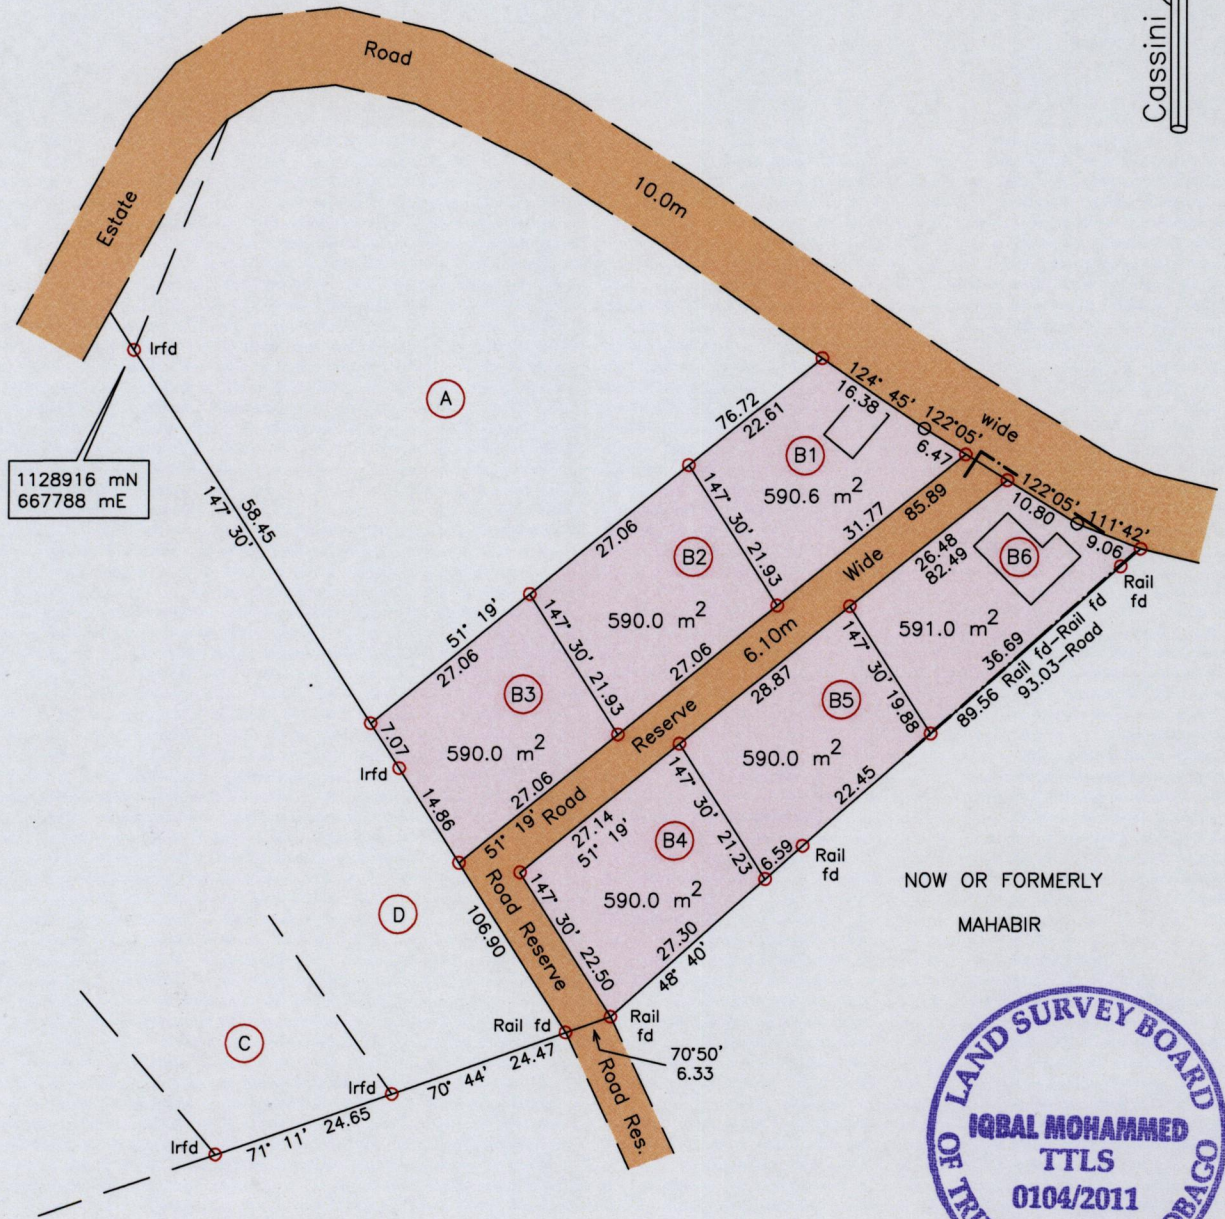 Cassini
Road
10.0m
Estate
Irfd
A
1128916 mN
667788 mE
58.45
147° 30'
124° 45'
16.38
122°05'
6.47
wide
76.72
22.61
B1
590.6 m²
31.77
85.89
147° 30' 21.93
122°05'
10.80
111°42'
9.06
Rail
fd
B6
591.0 m²
26.48
82.49
Wide
27.06
B2
590.0 m²
27.06
6.10m
147° 30' 21.93
28.87
147° 30' 19.88
36.69
89.56 Rail fd-Rail fd
93.03-Road
51° 19'
27.06
B3
590.0 m²
27.06
Reserve
B5
590.0 m²
22.45
7.07
Irfd
14.86
51° 19'
Road
27.14
51° 19'
147° 30' 21.23
B4
590.0 m²
6.59
Rail
fd
NOW OR FORMERLY
MAHABIR
D
106.90
Road Reserve
147° 30' 22.50
27.30
48° 40'
Rail fd
Rail
fd
70°50'
6.33
C
Irfd
70° 44' 24.47
Irfd
71° 11' 24.65
Road Res.
LAND SURVEY BOARD
IQBAL MOHAMMED
TTLS
0104/2011
OF